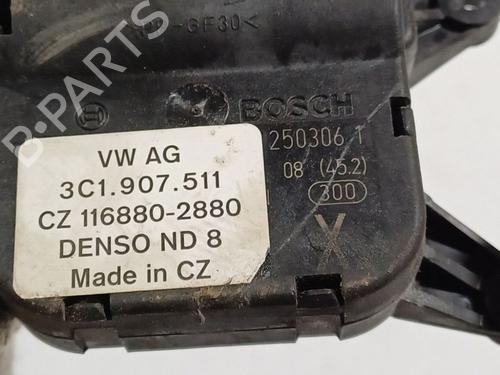 -GF30<
BOSCH
250306 1
08 (45.2)
300
X
VW AG
3C1.907.511
CZ 116880-2880
DENSO ND 8
Made in CZ
B-PARTS